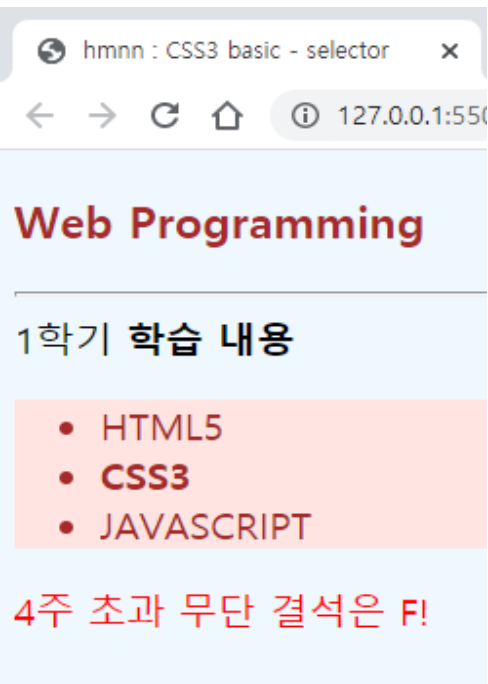 hmnn : CSS3 basic - selector
127.0.0.1:550
Web Programming
1학기 학습 내용
HTML5
CSS3
JAVASCRIPT
4주 초과 무단 결석은 F!